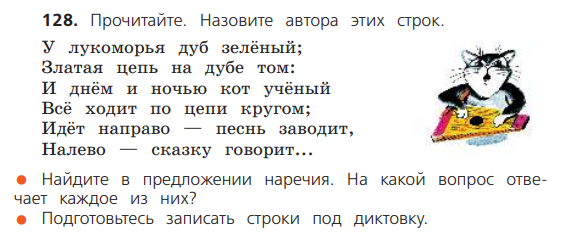 128. Прочитайте. Назовите автора этих строк.
У лукоморья дуб зелёный;
Златая цепь на дубе том:
И днём и ночью кот учёный
Всё ходит по цепи кругом;
Идёт направо — песнь заводит,
Налево — сказку говорит...
● Найдите в предложении наречия. На какой вопрос отве-
чает каждое из них?
● Подготовьтесь записать строки под диктовку.